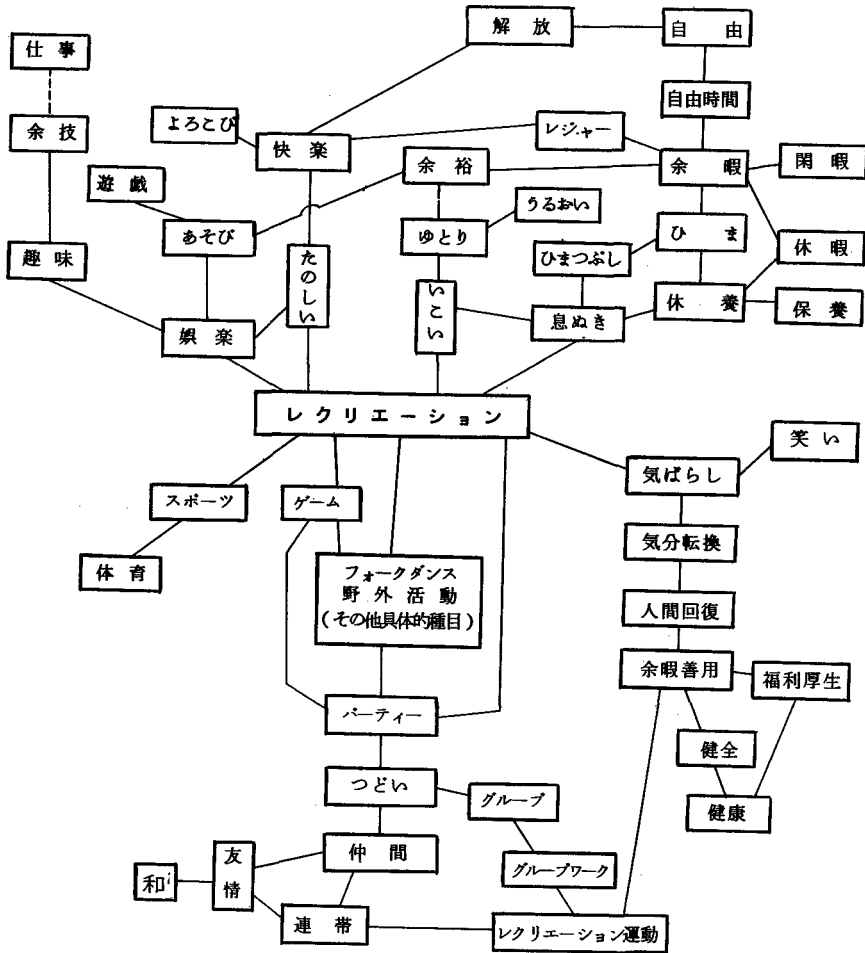 解放
自由
仕事
自由時間
よろこび
レジャー
余技
快楽
余裕
余暇
閑暇
遊戯
うるおい
あそび
ゆとり
ひま
休暇
趣味
たのしい
ひまつぶし
いこい
休養
保養
娯楽
息ぬき
レクリエーション
笑い
気ばらし
スポーツ
ゲーム
気分転換
体育
フォークダンス
野外活動
(その他具体的種目)
人間回復
余暇善用
福利厚生
パーティー
健全
つどい
グループ
健康
仲間
友情
グループワーク
和
連帯
レクリエーション運動